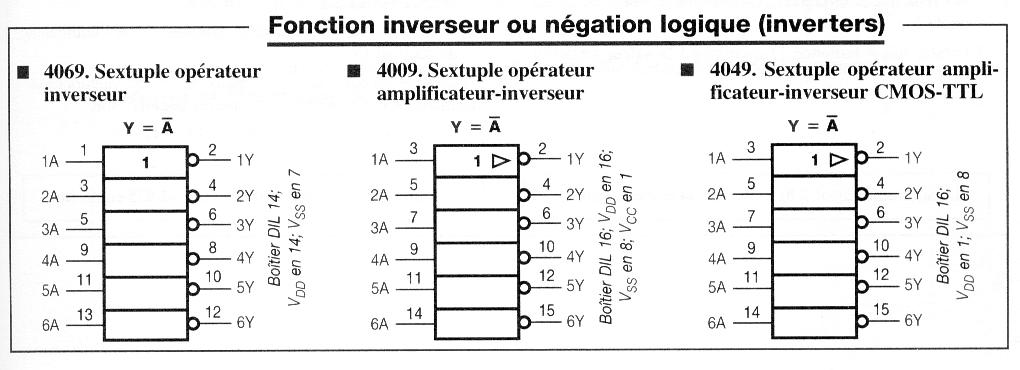 Fonction inverseur ou négation logique (inverters)
■ 4069. Sextuple opérateur
inverseur
Y = A̅
1A 1 1 2 1Y
2A 3 4 2Y
3A 5 6 3Y
4A 9 8 4Y
5A 11 10 5Y
6A 13 12 6Y
Boîtier DIL 14;
VDD en 14; VSS en 7
■ 4009. Sextuple opérateur
amplificateur-inverseur
Y = A̅
1A 3 1 ▷ 2 1Y
2A 5 4 2Y
3A 7 6 3Y
4A 9 10 4Y
5A 11 12 5Y
6A 14 15 6Y
Boîtier DIL 16; VDD en 16;
VSS en 8; VCC en 1
■ 4049. Sextuple opérateur ampli-
ficateur-inverseur CMOS-TTL
Y = A̅
1A 3 1 ▷ 2 1Y
2A 5 4 2Y
3A 7 6 3Y
4A 9 10 4Y
5A 11 12 5Y
6A 14 15 6Y
Boîtier DIL 16;
VDD en 1; VSS en 8